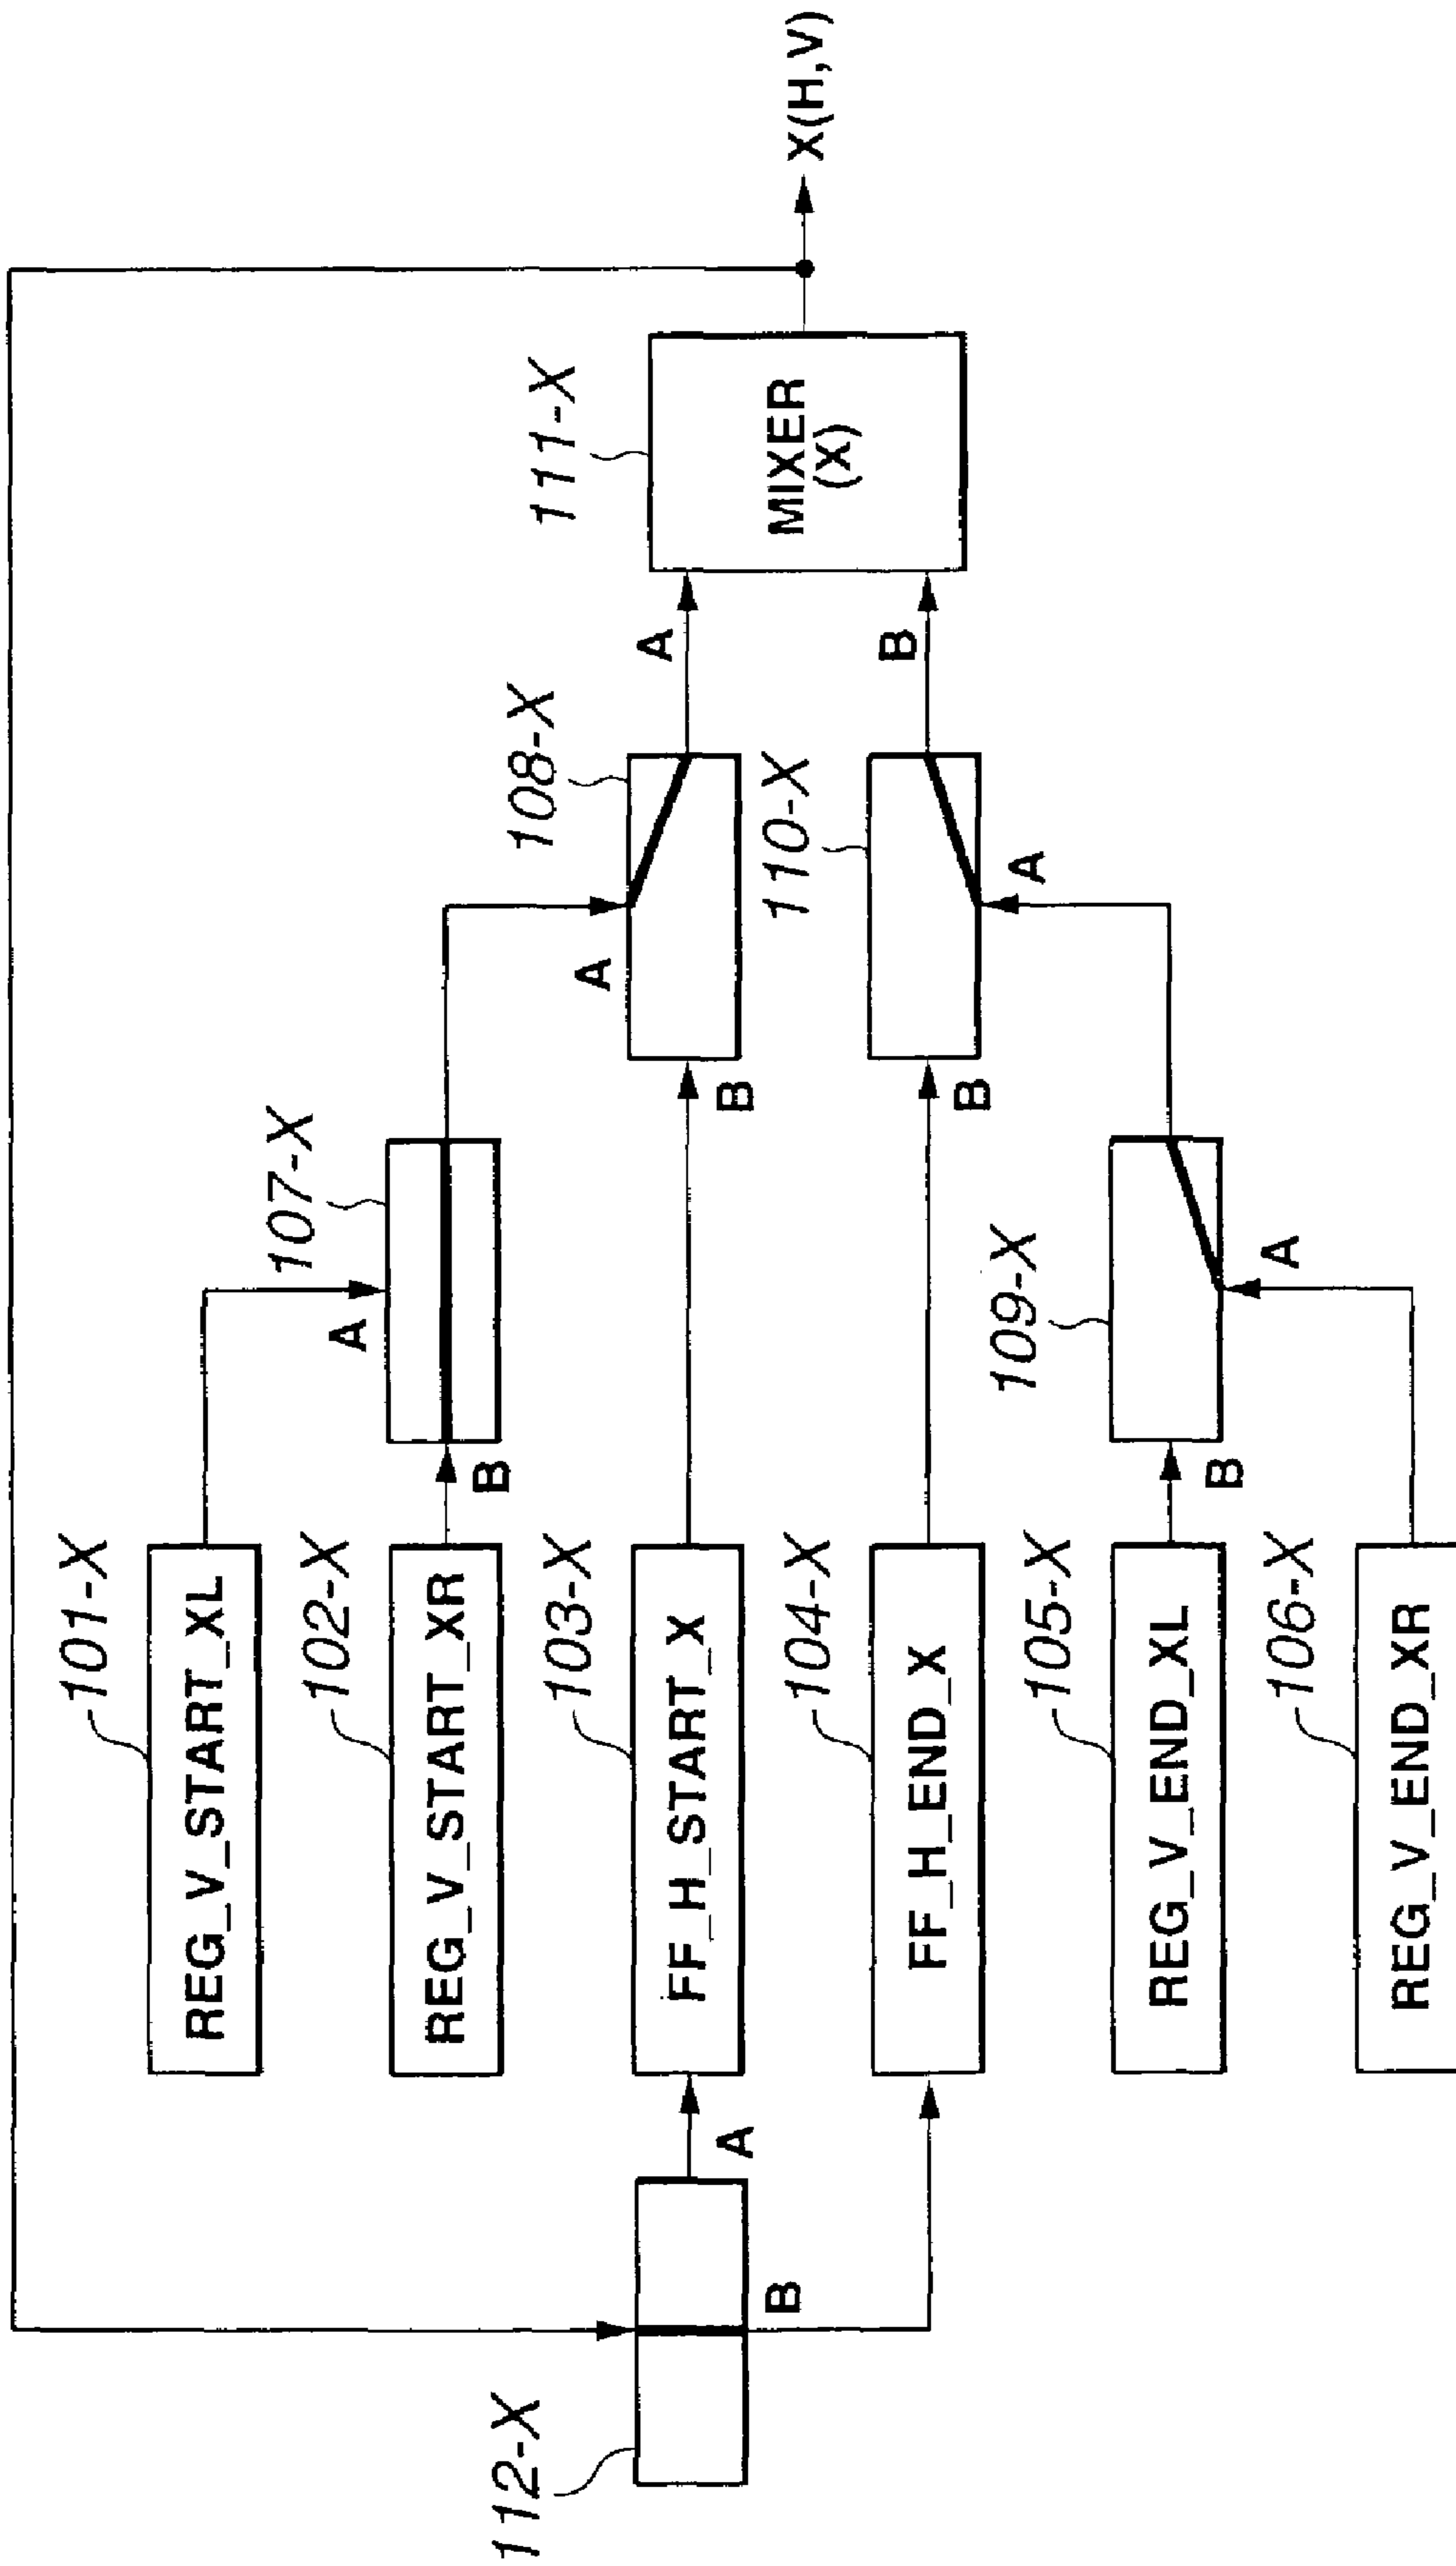 101-X
REG_V_START_XL
102-X
REG_V_START_XR
A
107-X
B
103-X
FF_H_START_X
A
108-X
A
B
A
111-X
MIXER
(X)
X(H,V)
112-X
B
104-X
FF_H_END_X
B
110-X
B
A
105-X
REG_V_END_XL
B
109-X
A
106-X
REG_V_END_XR